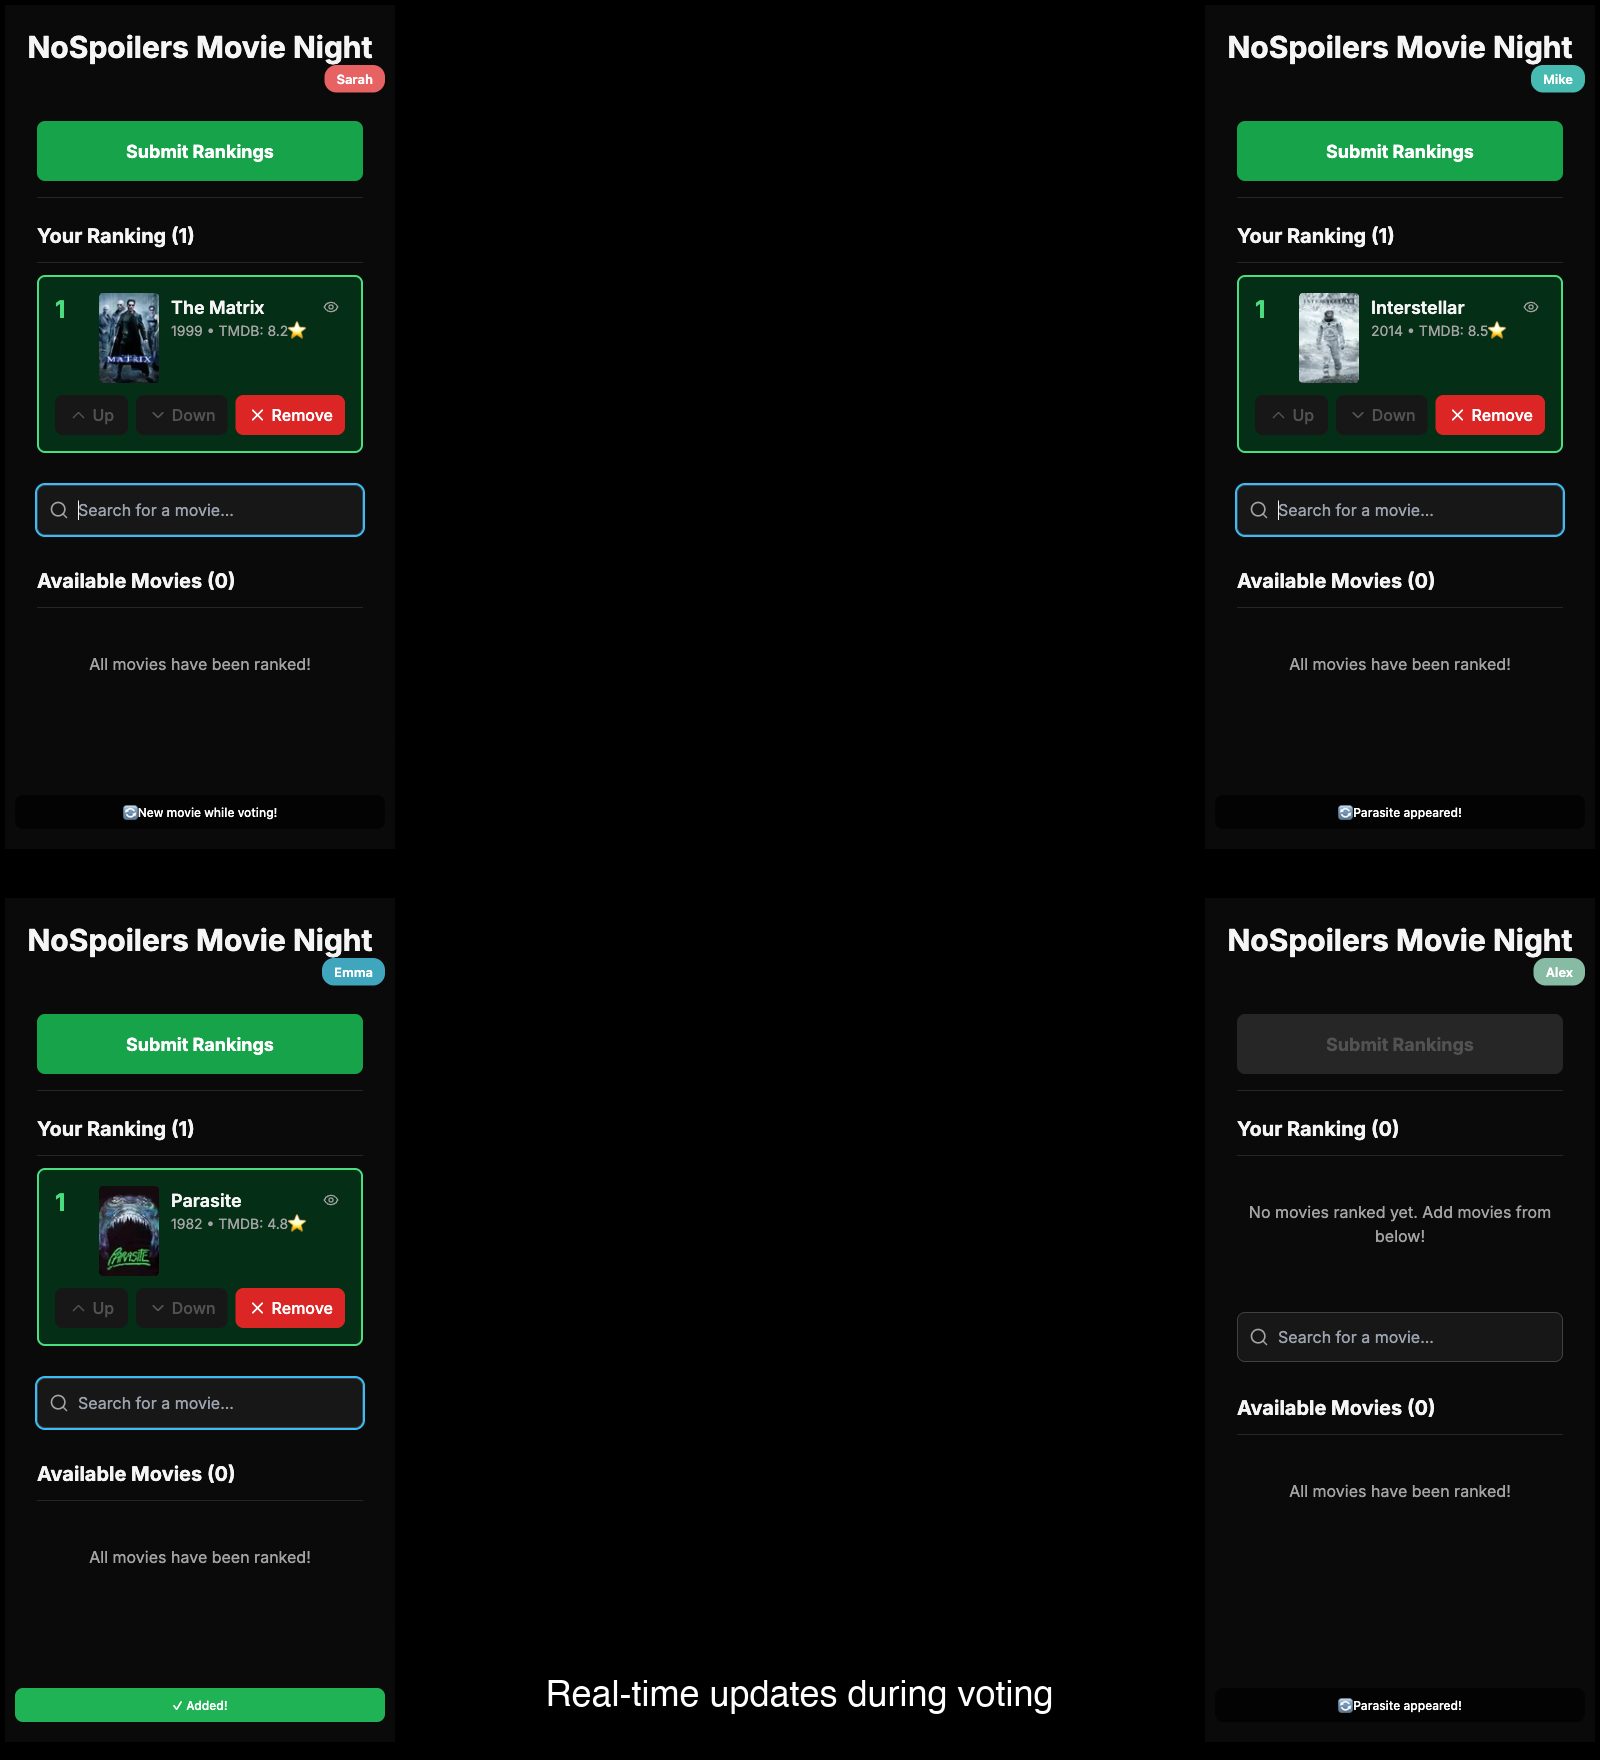 NoSpoilers Movie Night
Sarah
Submit Rankings
Your Ranking (1)
1
The Matrix
1999 • TMDB: 8.2⭐
MATRIX
Up
Down
Remove
Search for a movie...
Available Movies (0)
All movies have been ranked!
🔄New movie while voting!
NoSpoilers Movie Night
Mike
Submit Rankings
Your Ranking (1)
1
INTERSTELLAR
Interstellar
2014 • TMDB: 8.5⭐
Up
Down
Remove
Search for a movie...
Available Movies (0)
All movies have been ranked!
🔄Parasite appeared!
NoSpoilers Movie Night
Emma
Submit Rankings
Your Ranking (1)
1
Parasite
1982 • TMDB: 4.8⭐
PARASITE
Up
Down
Remove
Search for a movie...
Available Movies (0)
All movies have been ranked!
✓ Added!
Real-time updates during voting
NoSpoilers Movie Night
Alex
Submit Rankings
Your Ranking (0)
No movies ranked yet. Add movies from
below!
Search for a movie...
Available Movies (0)
All movies have been ranked!
🔄Parasite appeared!